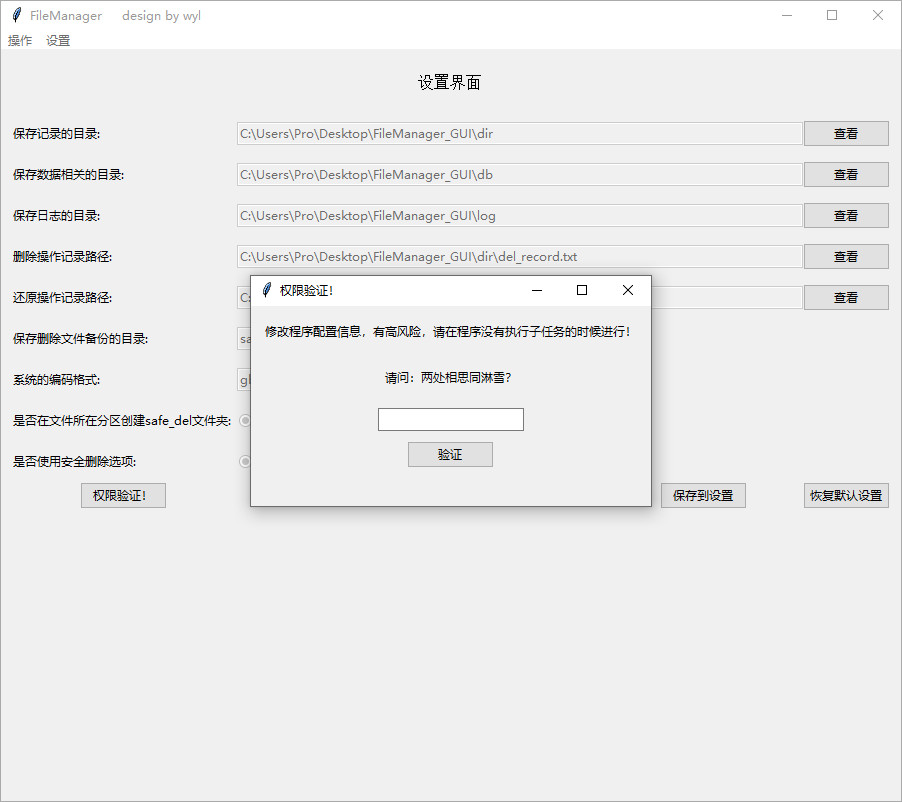 FileManager design by wyl
操作 设置
设置界面
保存记录的目录: C:\Users\Pro\Desktop\FileManager_GUI\dir 查看
保存数据相关的目录: C:\Users\Pro\Desktop\FileManager_GUI\db 查看
保存日志的目录: C:\Users\Pro\Desktop\FileManager_GUI\log 查看
删除操作记录路径: C:\Users\Pro\Desktop\FileManager_GUI\dir\del_record.txt 查看
还原操作记录路径: C: 查看
保存删除文件备份的目录: sa
系统的编码格式:
是否在文件所在分区创建safe_del文件夹:
是否使用安全删除选项:
权限验证! 保存到设置 恢复默认设置
权限验证!
修改程序配置信息，有高风险，请在程序没有执行子任务的时候进行!
请问：两处相思同淋雪?
验证